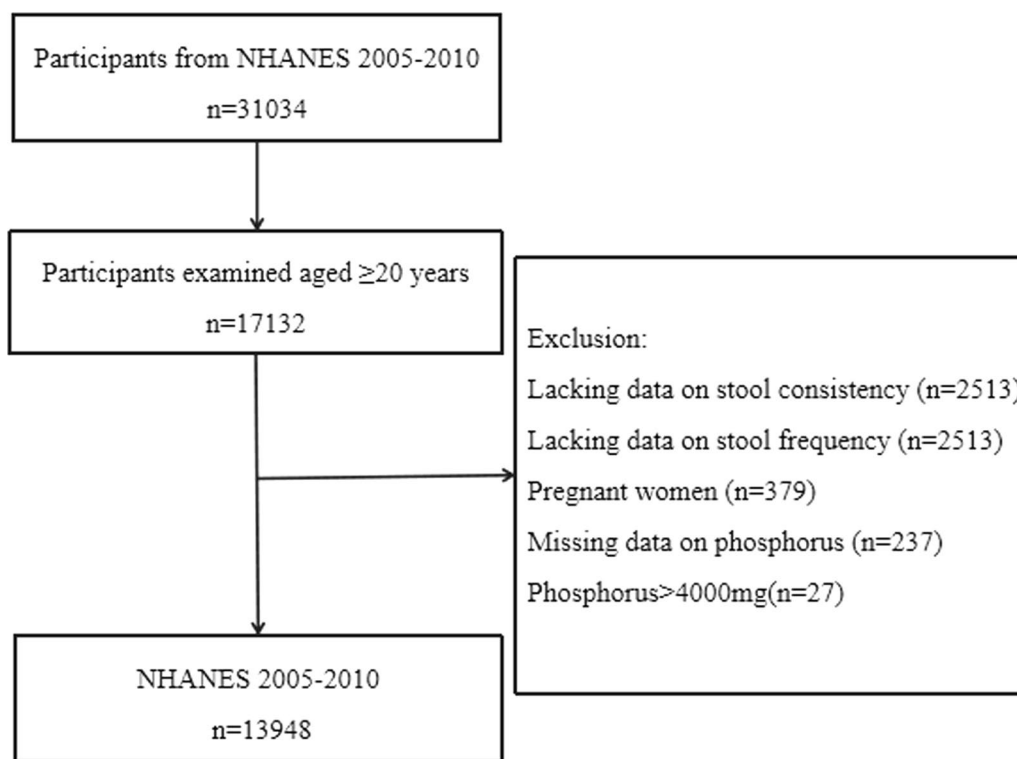 Participants from NHANES 2005-2010
n=31034
Participants examined aged ≥20 years
n=17132
Exclusion:
Lacking data on stool consistency (n=2513)
Lacking data on stool frequency (n=2513)
Pregnant women (n=379)
Missing data on phosphorus (n=237)
Phosphorus>4000mg(n=27)
NHANES 2005-2010
n=13948